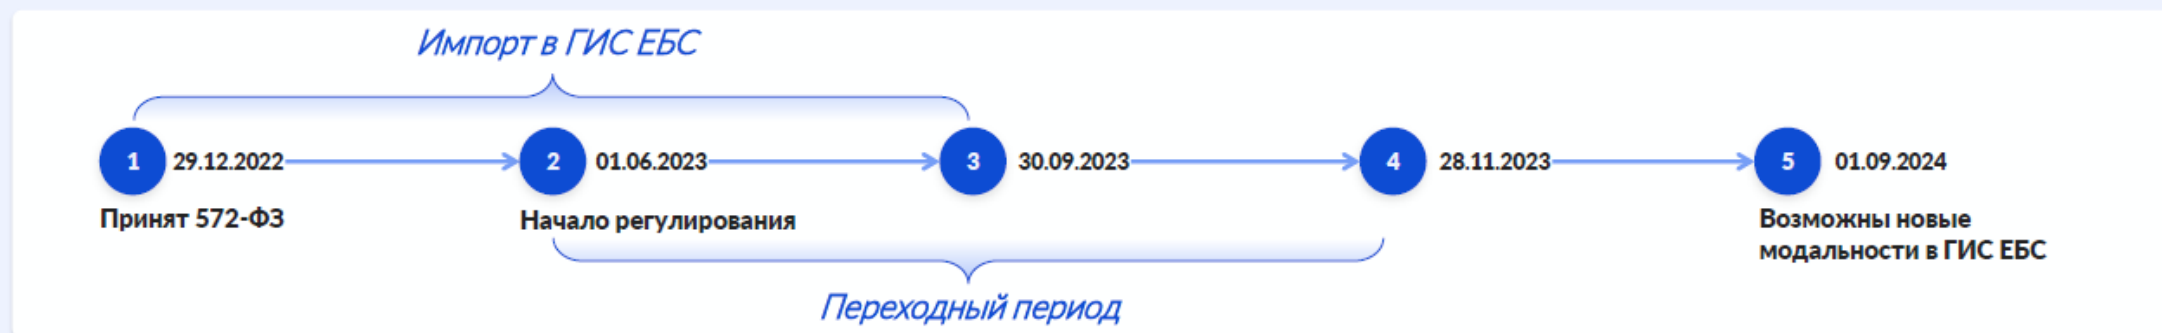 Импорт в ГИС ЕБС
1 29.12.2022 2 01.06.2023 3 30.09.2023 4 28.11.2023 5 01.09.2024
Принят 572-ФЗ
Начало регулирования
Возможны новые
модальности в ГИС ЕБС
Переходный период